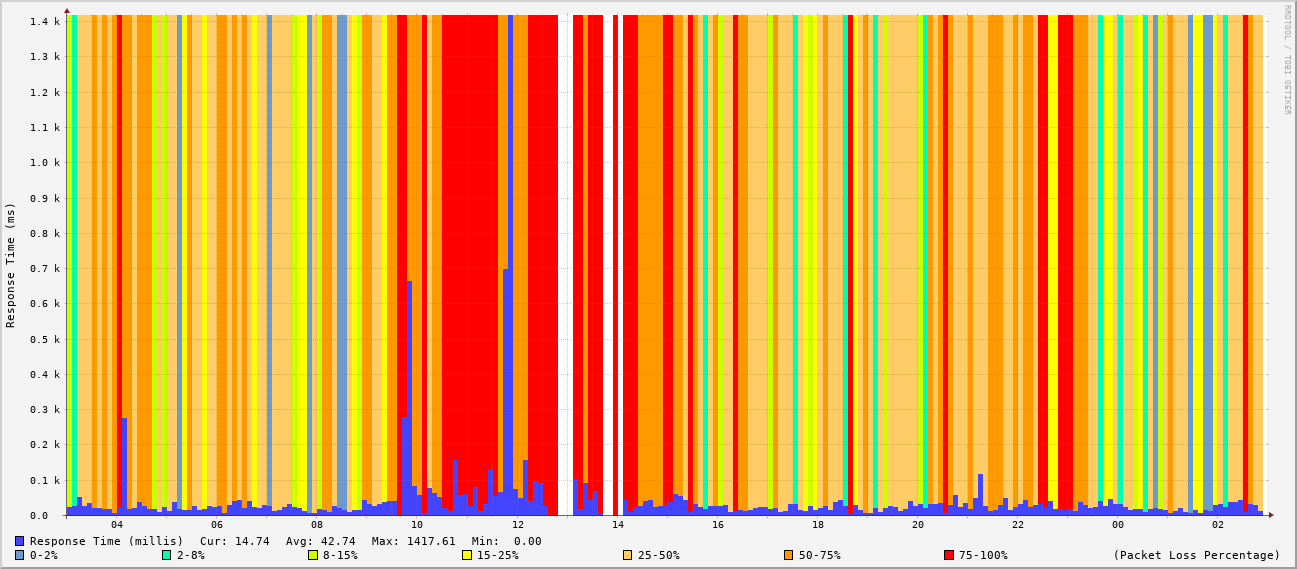 RRDTOOL / TOBI OETIKER
Response Time (ms)
1.4 k
1.3 k
1.2 k
1.1 k
1.0 k
0.9 k
0.8 k
0.7 k
0.6 k
0.5 k
0.4 k
0.3 k
0.2 k
0.1 k
0.0
04 06 08 10 12 14 16 18 20 22 00 02
Response Time (millis) Cur: 14.74 Avg: 42.74 Max: 1417.61 Min: 0.00
0-2% 2-8% 8-15% 15-25% 25-50% 50-75% 75-100% (Packet Loss Percentage)